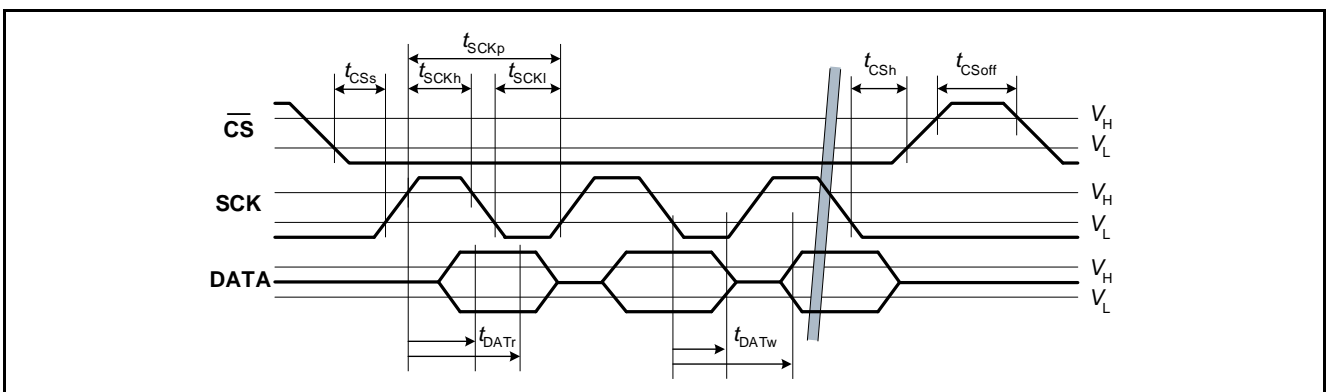 tSCKp
tCSs tSCKh tSCKl tCSh tCSoff
CS VH
VL
SCK VH
VL
DATA VH
VL
tDATr tDATw